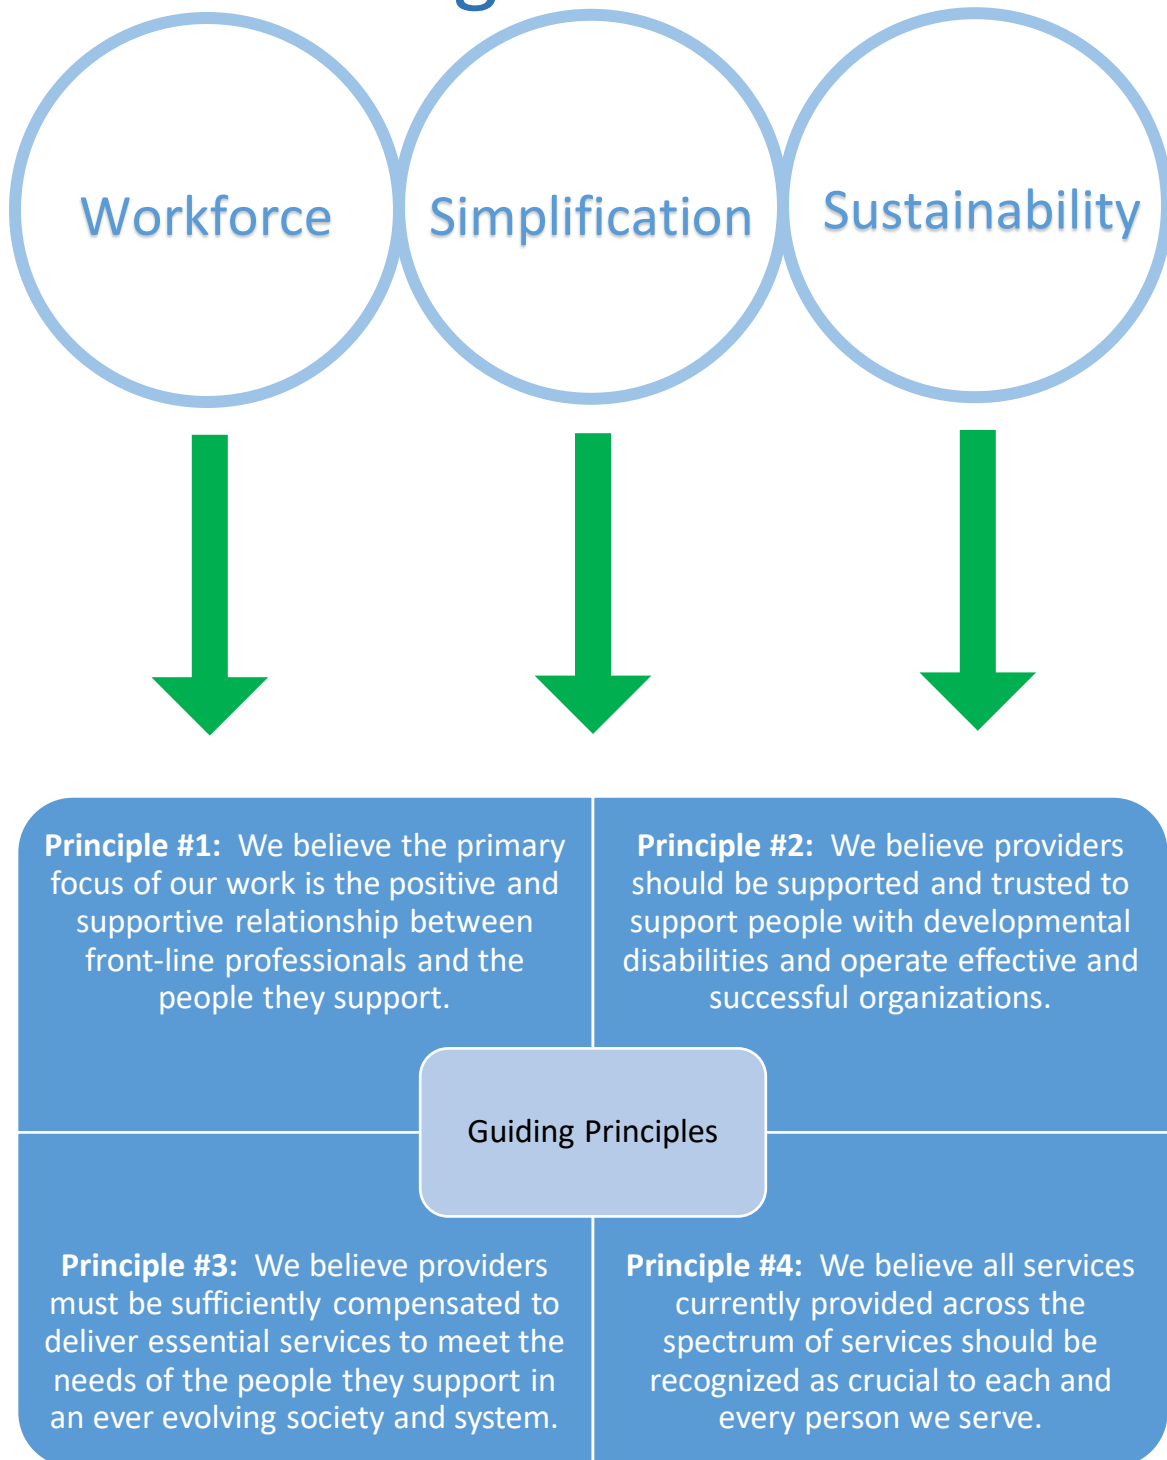 Workforce
Simplification
Sustainability
Principle #1: We believe the primary
focus of our work is the positive and
supportive relationship between
front-line professionals and the
people they support.
Principle #2: We believe providers
should be supported and trusted to
support people with developmental
disabilities and operate effective and
successful organizations.
Guiding Principles
Principle #3: We believe providers
must be sufficiently compensated to
deliver essential services to meet the
needs of the people they support in
an ever evolving society and system.
Principle #4: We believe all services
currently provided across the
spectrum of services should be
recognized as crucial to each and
every person we serve.